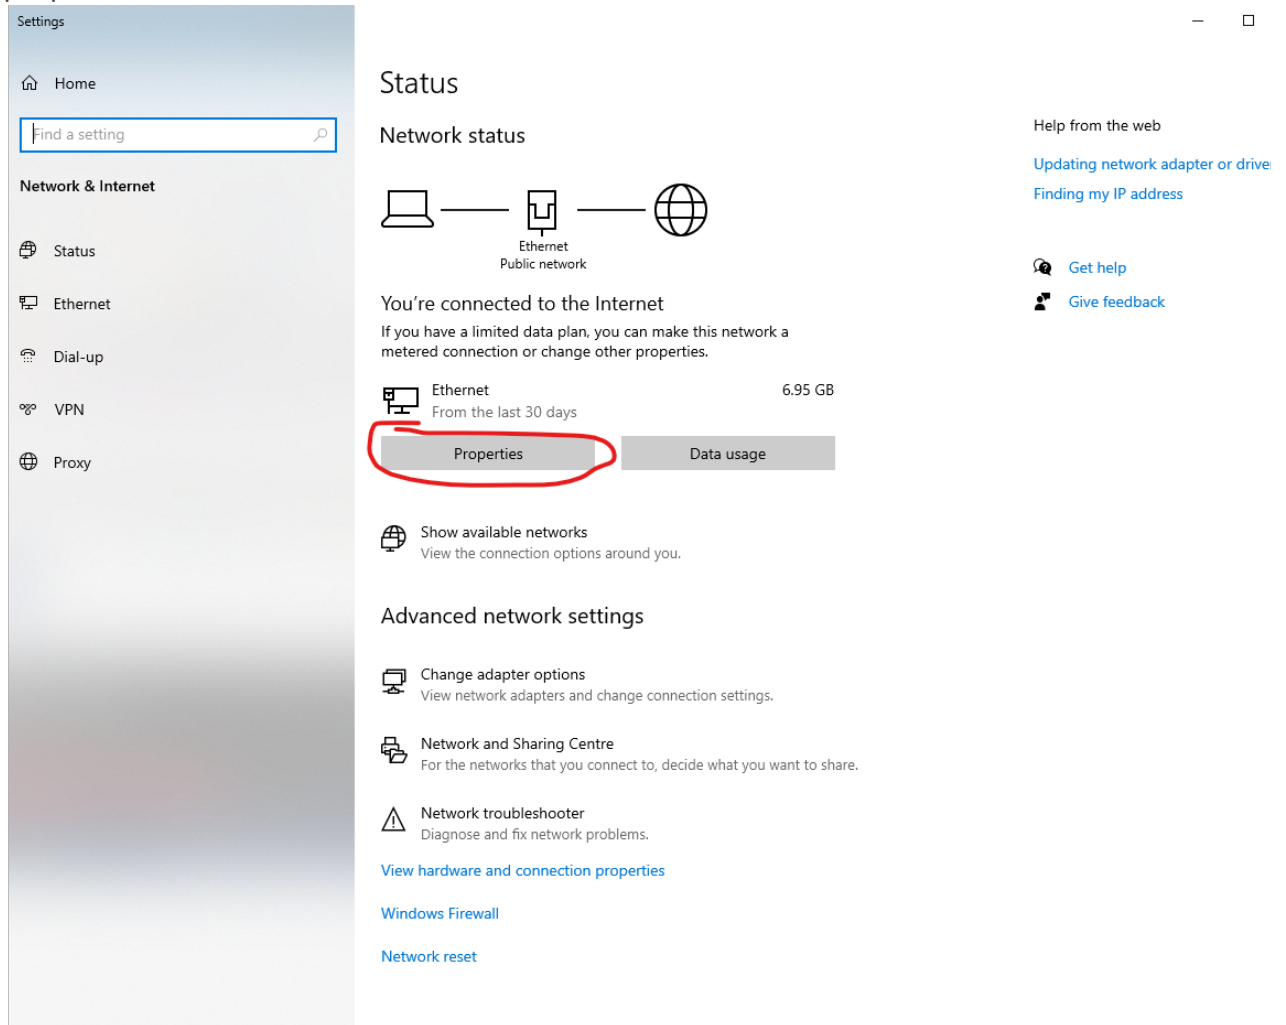 Settings
Home
Find a setting
Network & Internet
Status
Ethernet
Dial-up
VPN
Proxy
Status
Network status
Ethernet
Public network
You're connected to the Internet
If you have a limited data plan, you can make this network a
metered connection or change other properties.
Ethernet
6.95 GB
From the last 30 days
Properties
Data usage
Show available networks
View the connection options around you.
Advanced network settings
Change adapter options
View network adapters and change connection settings.
Network and Sharing Centre
For the networks that you connect to, decide what you want to share.
Network troubleshooter
Diagnose and fix network problems.
View hardware and connection properties
Windows Firewall
Network reset
Help from the web
Updating network adapter or drive
Finding my IP address
Get help
Give feedback